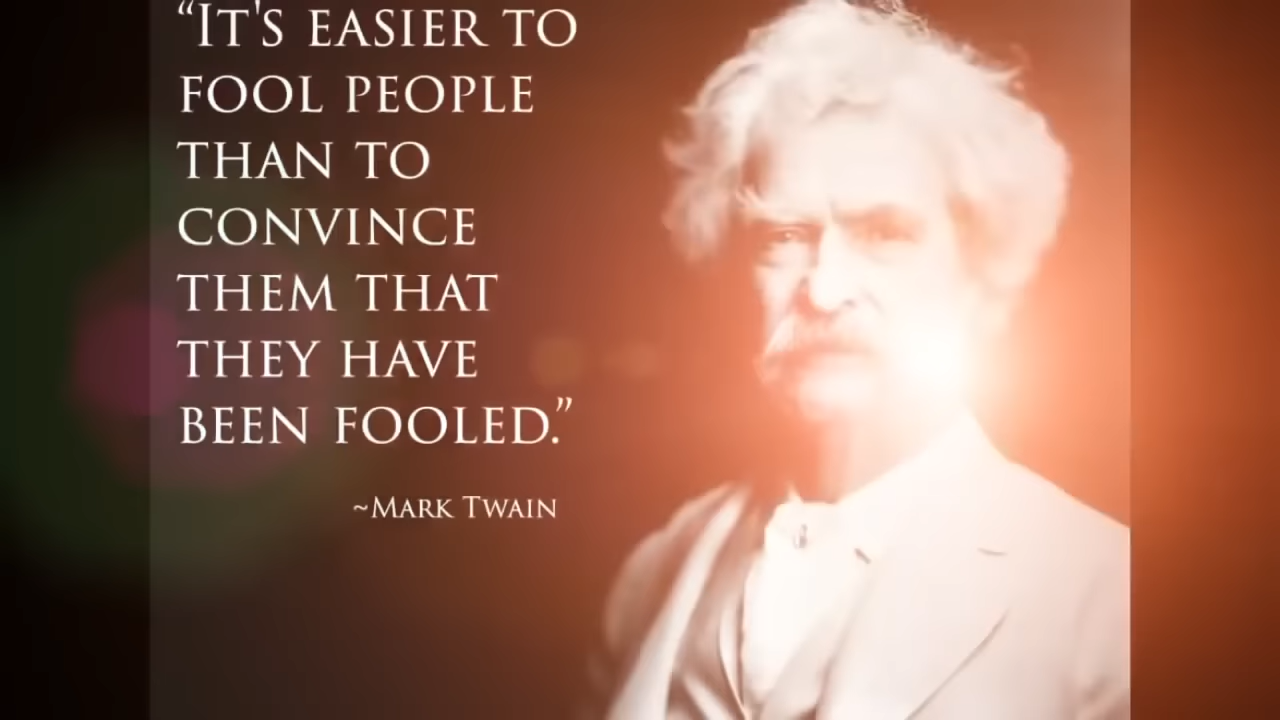 “It's easier to
fool people
than to
convince
them that
they have
been fooled.”
~Mark Twain